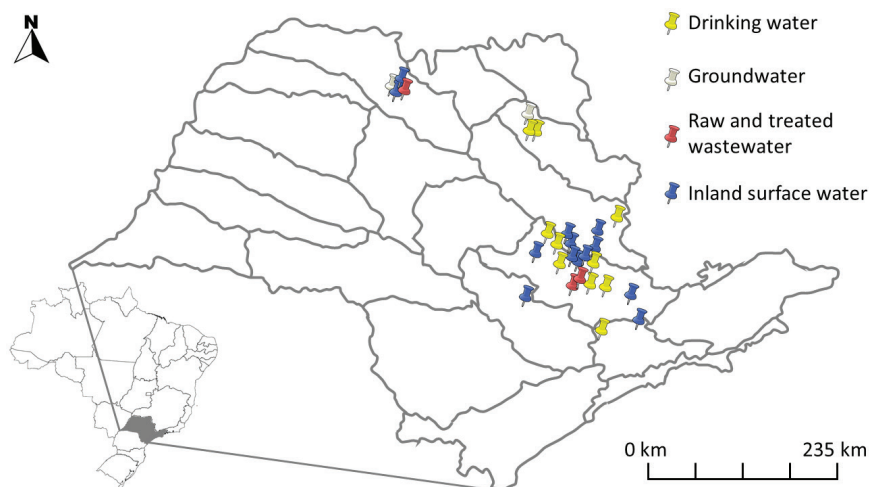 N
Drinking water
Groundwater
Raw and treated
wastewater
Inland surface water
0 km
235 km